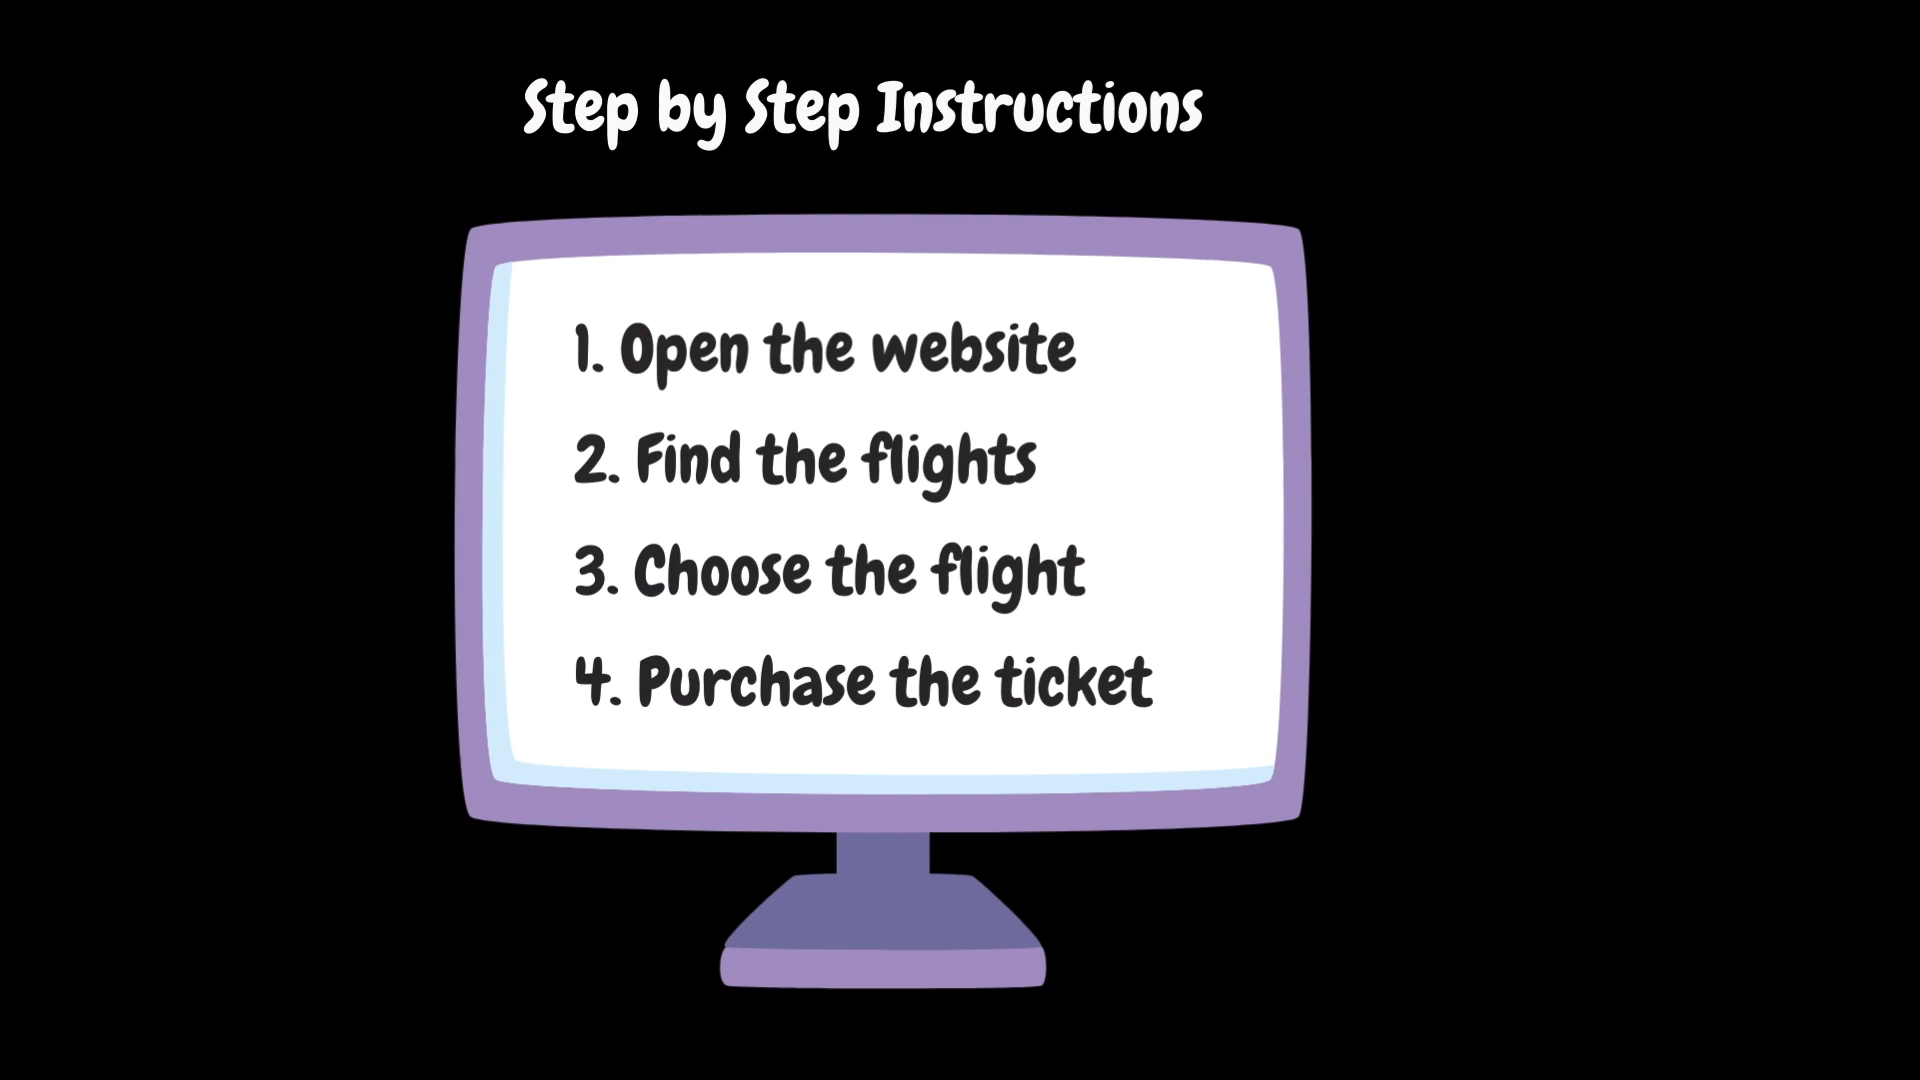 Step by Step Instructions
1. Open the website
2. Find the flights
3. Choose the flight
4. Purchase the ticket